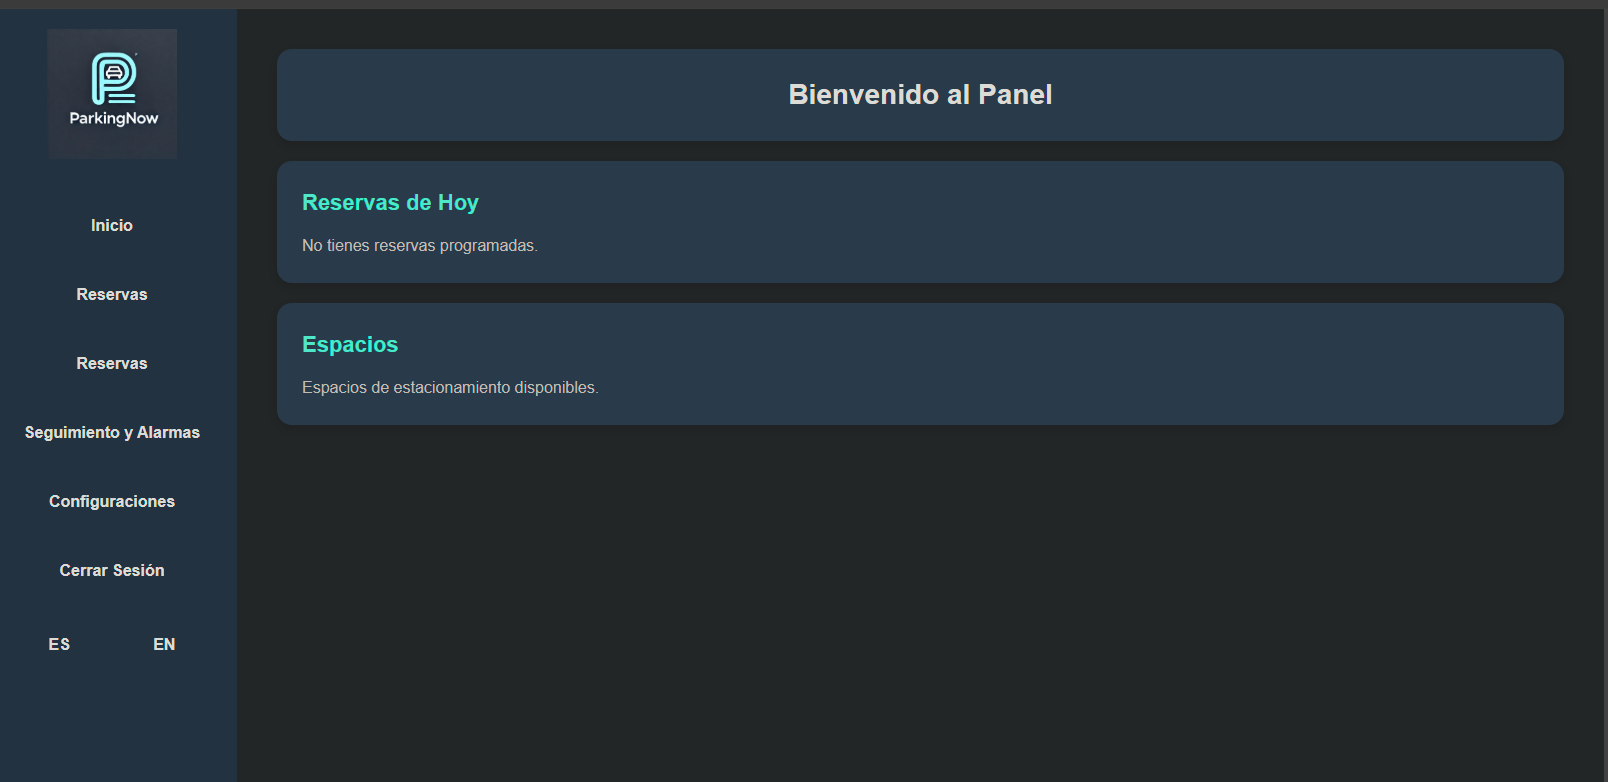 ParkingNow
Inicio
Reservas
Reservas
Seguimiento y Alarmas
Configuraciones
Cerrar Sesión
ES
EN
Bienvenido al Panel
Reservas de Hoy
No tienes reservas programadas.
Espacios
Espacios de estacionamiento disponibles.